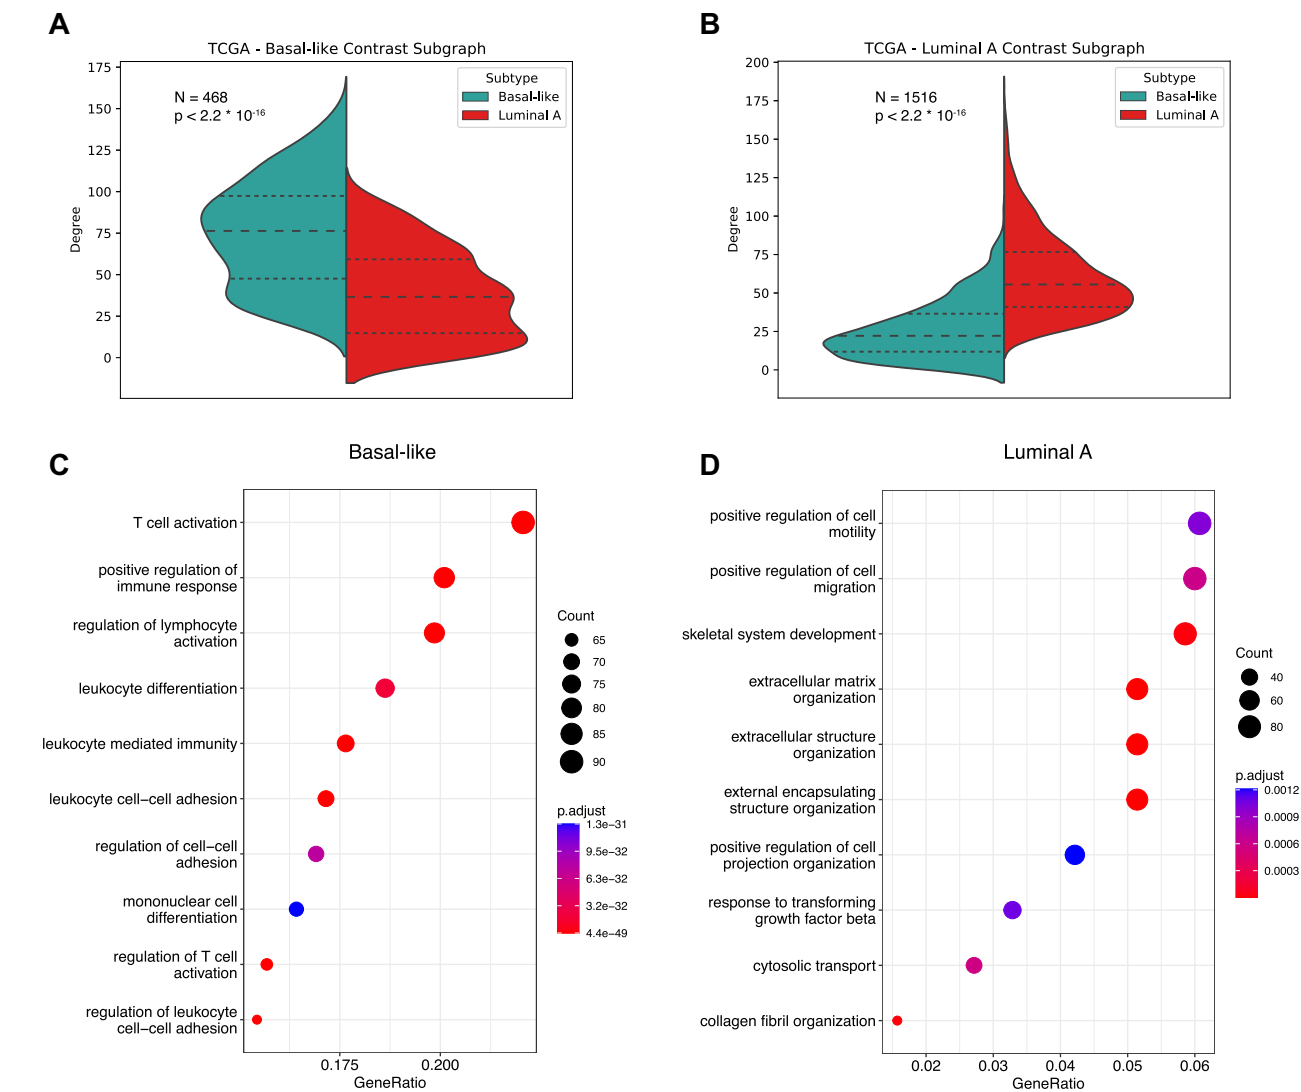 A
TCGA - Basal-like Contrast Subgraph
175
150
125
100
75
50
25
0
Degree
N = 468
p < 2.2 * 10-16
Subtype
Basal-like
Luminal A
B
TCGA - Luminal A Contrast Subgraph
200
175
150
125
100
75
50
25
0
Degree
N = 1516
p < 2.2 * 10-16
Subtype
Basal-like
Luminal A
C
Basal-like
T cell activation
positive regulation of
immune response
regulation of lymphocyte
activation
leukocyte differentiation
leukocyte mediated immunity
leukocyte cell−cell adhesion
regulation of cell−cell
adhesion
mononuclear cell
differentiation
regulation of T cell
activation
regulation of leukocyte
cell−cell adhesion
0.175
0.200
GeneRatio
Count
65
70
75
80
85
90
p.adjust
1.3e−31
9.5e−32
6.3e−32
3.2e−32
4.4e−49
D
Luminal A
positive regulation of cell
motility
positive regulation of cell
migration
skeletal system development
extracellular matrix
organization
extracellular structure
organization
external encapsulating
structure organization
positive regulation of cell
projection organization
response to transforming
growth factor beta
cytosolic transport
collagen fibril organization
0.02
0.03
0.04
0.05
0.06
GeneRatio
Count
40
60
80
p.adjust
0.0012
0.0009
0.0006
0.0003